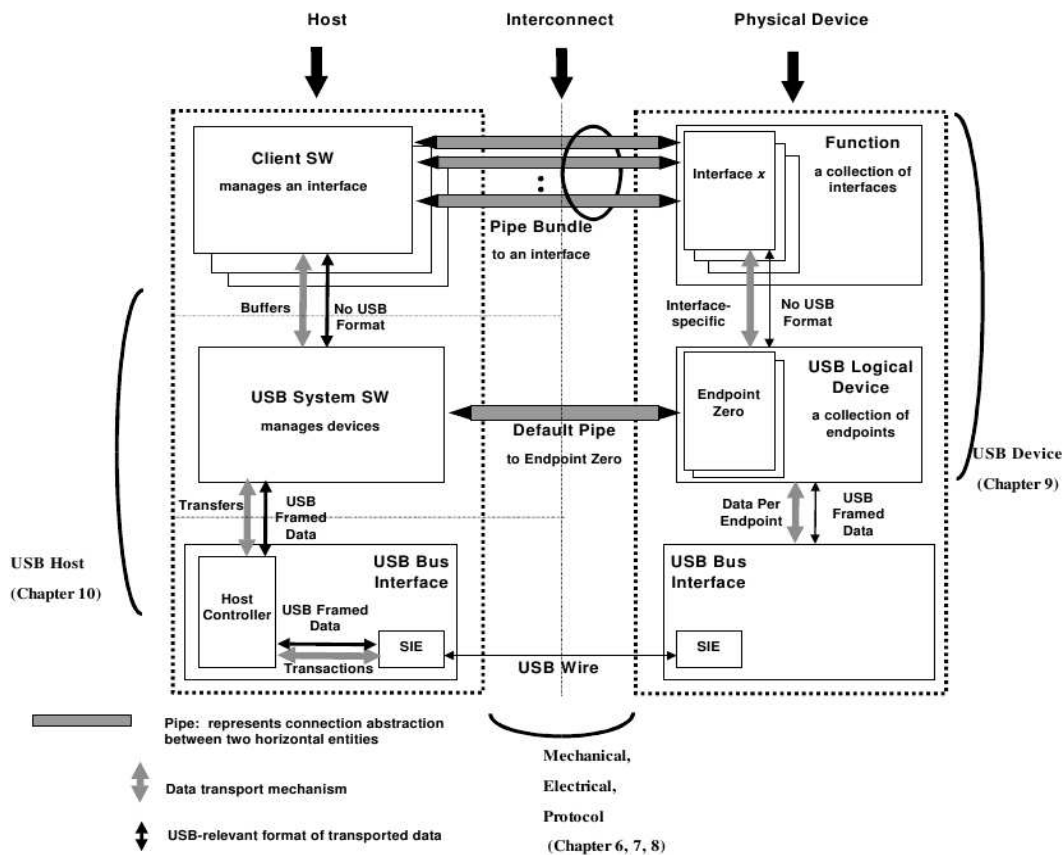 Host
Interconnect
Physical Device
Client SW
manages an interface
Pipe Bundle
to an interface
Interface x
Function
a collection of
interfaces
Buffers
No USB
Format
Interface-
specific
No USB
Format
USB System SW
manages devices
Default Pipe
to Endpoint Zero
Endpoint
Zero
USB Logical
Device
a collection of
endpoints
USB Device
(Chapter 9)
Transfers
USB
Framed
Data
Data Per
Endpoint
USB
Framed
Data
USB Host
(Chapter 10)
USB Bus
Interface
Host
Controller
USB Framed
Data
Transactions
SIE
USB Wire
USB Bus
Interface
SIE
Pipe: represents connection abstraction
between two horizontal entities
Data transport mechanism
USB-relevant format of transported data
Mechanical,
Electrical,
Protocol
(Chapter 6, 7, 8)